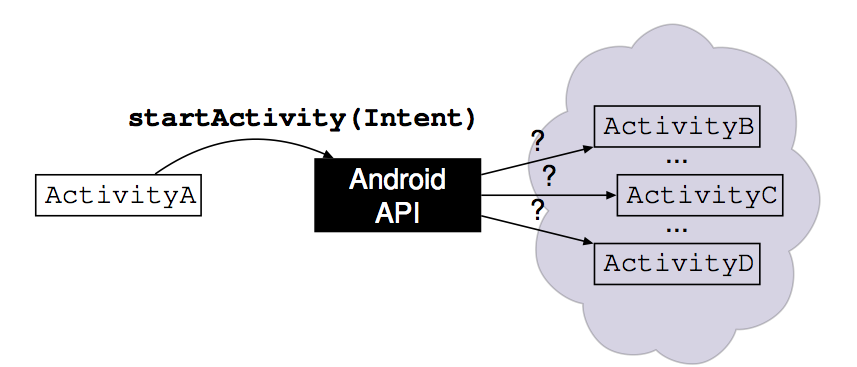 startActivity(Intent)
ActivityA
Android
API
?
?
?
ActivityB
...
ActivityC
...
ActivityD